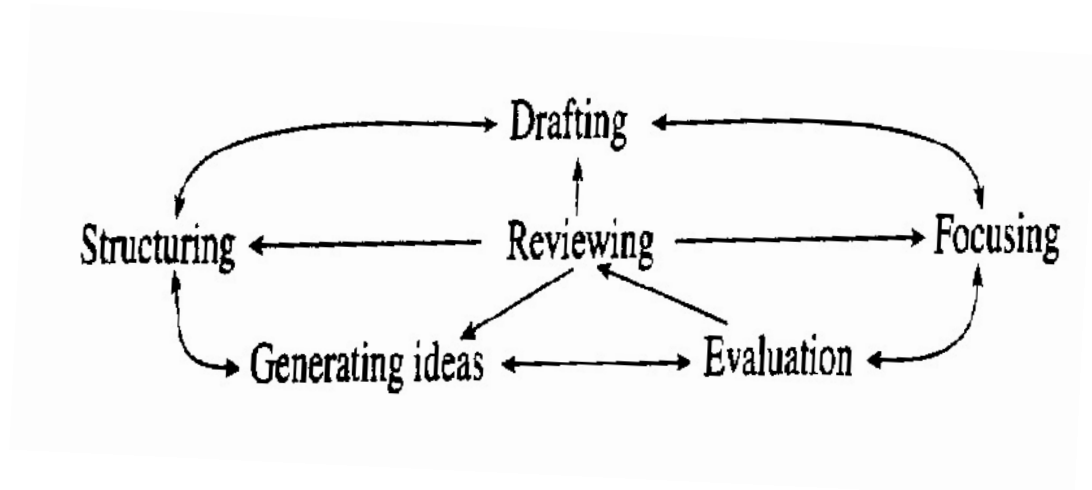 Drafting
Structuring Reviewing Focusing
Generating ideas Evaluation